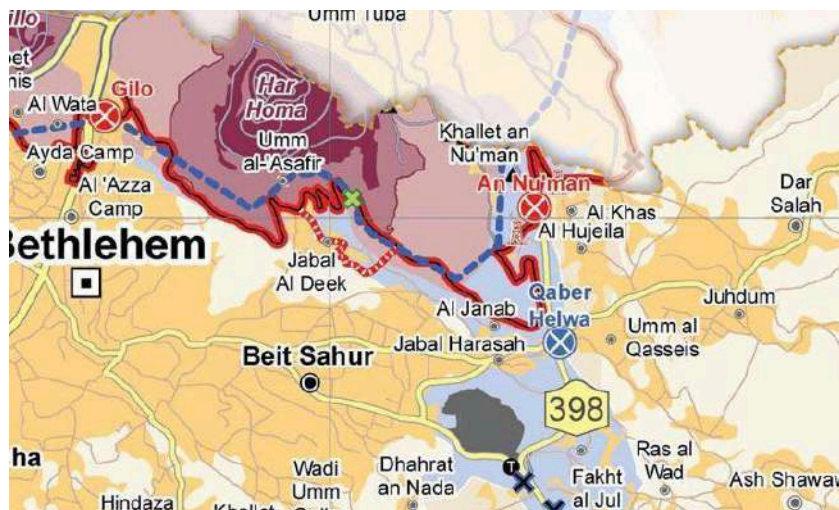 Umm Tuba
Gilo
Al Wata
Har
Homa
Umm
al-'Asafir
Khallet an
Nu'man
Ayda Camp
Al 'Azza
Camp
An Nu'man
Dar
Salah
Al Khas
Al Hujeila
Bethlehem
Jabal
Al Deek
Qaber
Helwa
Al Janab
Juhdum
Jabal Harasah
Umm al
Qasseis
Beit Sahur
398
Ras al
Wad
Dhahrat
an Nada
T
Wadi
Umm
Fakht
al Jul
Ash Shawaw
Hindaza